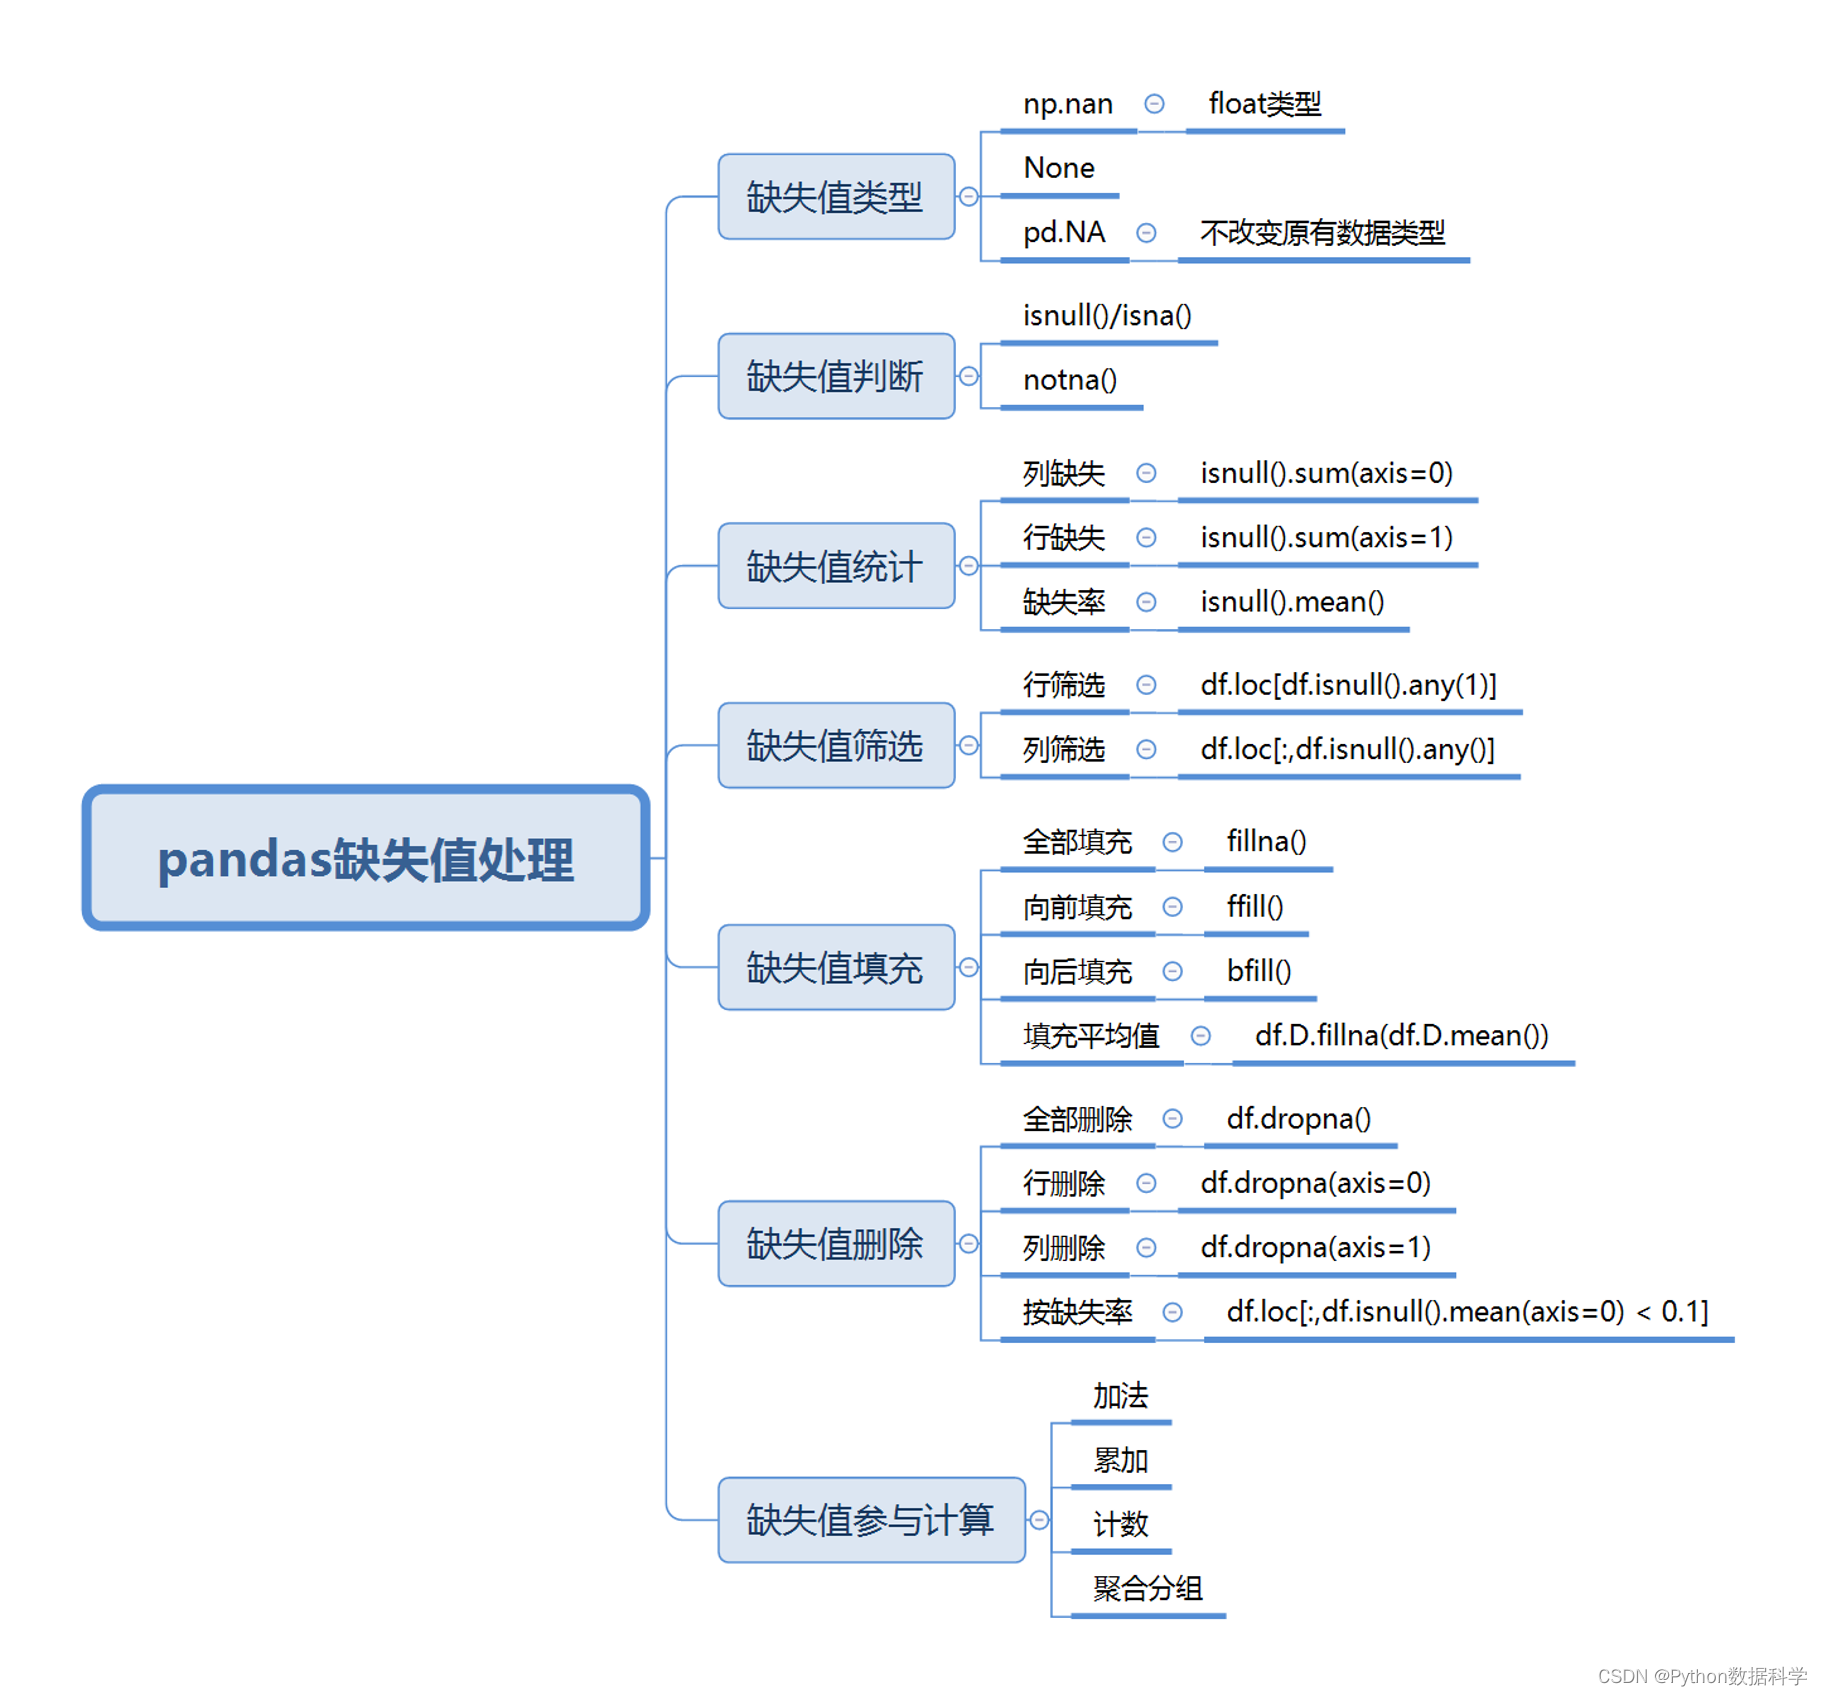 pandas缺失值处理
缺失值类型
np.nan
float类型
None
pd.NA
不改变原有数据类型
缺失值判断
isnull()/isna()
notna()
缺失值统计
列缺失
isnull().sum(axis=0)
行缺失
isnull().sum(axis=1)
缺失率
isnull().mean()
缺失值筛选
行筛选
df.loc[df.isnull().any(1)]
列筛选
df.loc[:,df.isnull().any()]
缺失值填充
全部填充
fillna()
向前填充
ffill()
向后填充
bfill()
填充平均值
df.D.fillna(df.D.mean())
缺失值删除
全部删除
df.dropna()
行删除
df.dropna(axis=0)
列删除
df.dropna(axis=1)
按缺失率
df.loc[:,df.isnull().mean(axis=0) < 0.1]
缺失值参与计算
加法
累加
计数
聚合分组
CSDN @Python数据科学